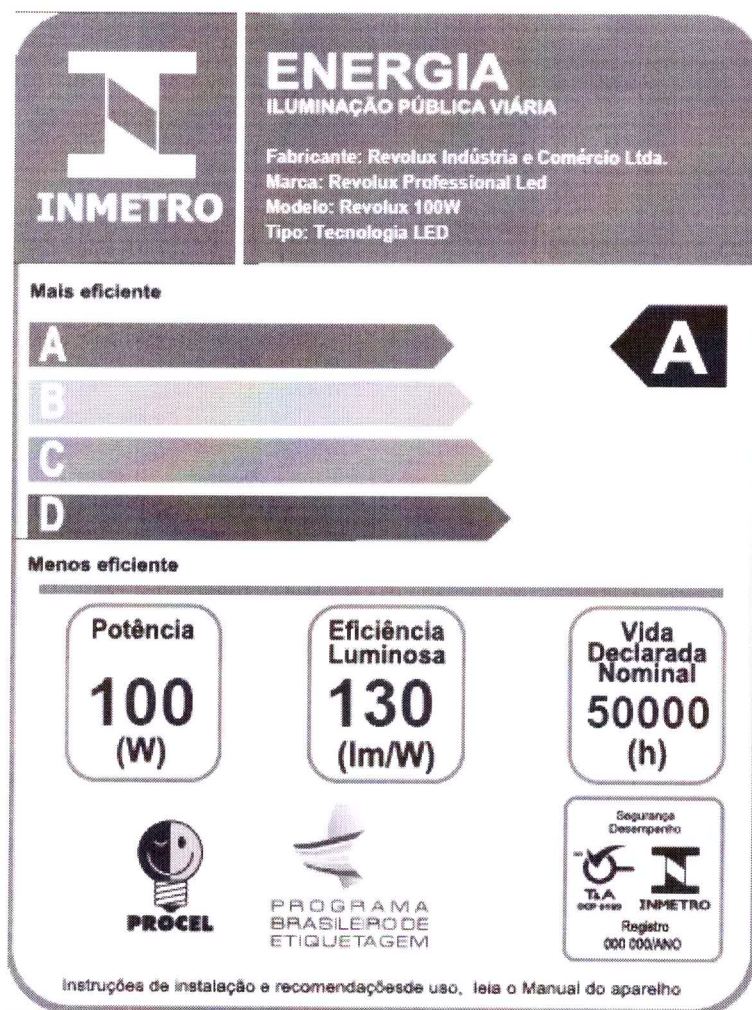 INMETRO
ENERGIA
ILUMINAÇÃO PÚBLICA VIÁRIA
Fabricante: Revolux Indústria e Comércio Ltda.
Marca: Revolux Professional Led
Modelo: Revolux 100W
Tipo: Tecnologia LED
Mais eficiente
A
A
B
C
D
Menos eficiente
Potência
100
(W)
Eficiência
Luminosa
130
(lm/W)
Vida
Declarada
Nominal
50000
(h)
PROCEL
PROGRAMA
BRASILEIRO DE
ETIQUETAGEM
Segurança
Desempenho
T&A
INMETRO
Registro
000 000/ANO
Instruções de instalação e recomendaçõesde uso, leia o Manual do aparelho